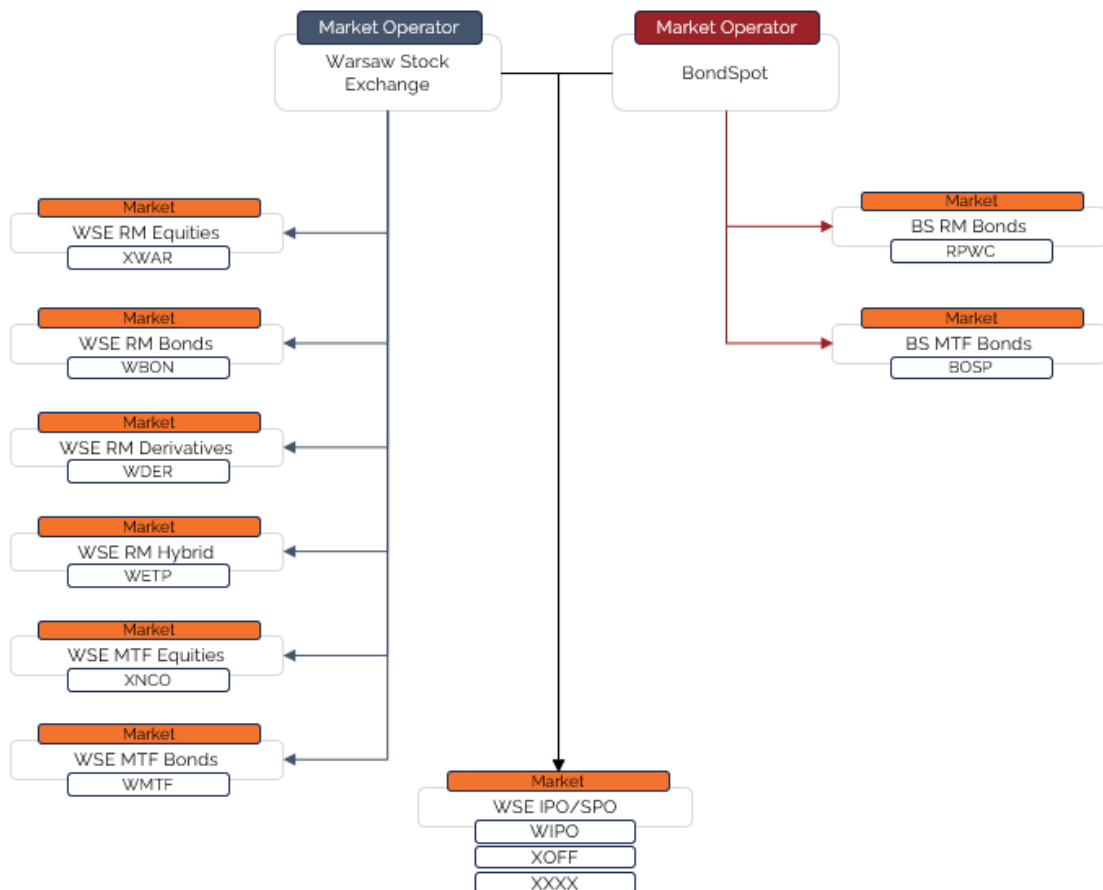 Market Operator
Warsaw Stock
Exchange
Market Operator
BondSpot
Market
WSE RM Equities
XWAR
Market
WSE RM Bonds
WBON
Market
WSE RM Derivatives
WDER
Market
WSE RM Hybrid
WETP
Market
WSE MTF Equities
XNCO
Market
WSE MTF Bonds
WMTF
Market
BS RM Bonds
RPWC
Market
BS MTF Bonds
BOSP
Market
WSE IPO/SPO
WIPO
XOFF
XXXX